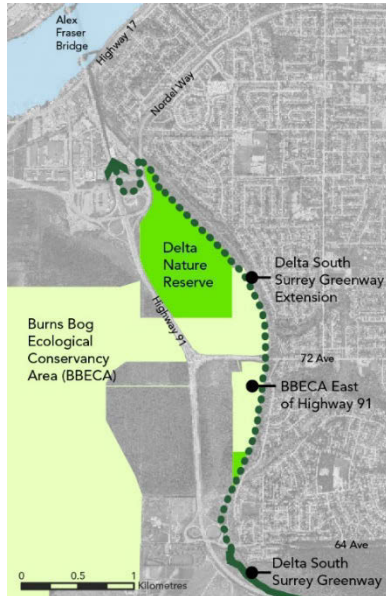 Alex
Fraser
Bridge
Highway 17
Nordel Way
Delta
Nature
Reserve
Delta South
Surrey Greenway
Extension
Burns Bog
Ecological
Conservancy
Area (BBECA)
Highway 91
72 Ave
BBECA East
of Highway 91
64 Ave
Delta South
Surrey Greenway
0 0.5 1
Kilometres